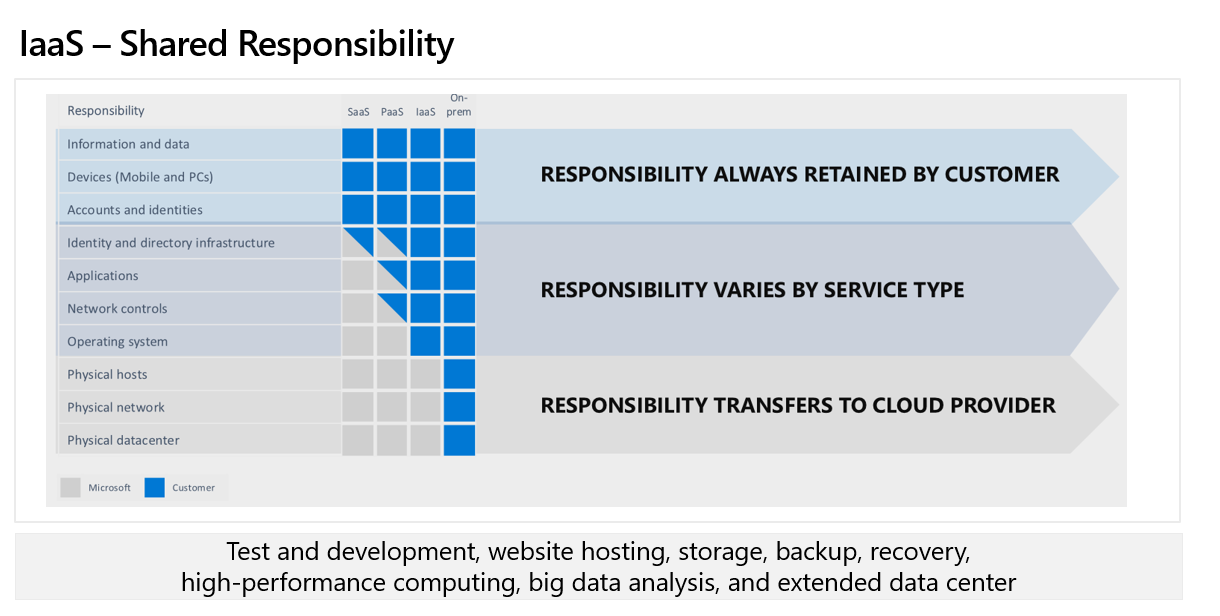 IaaS – Shared Responsibility
Responsibility
SaaS PaaS IaaS On-
prem
Information and data
Devices (Mobile and PCs)
Accounts and identities
RESPONSIBILITY ALWAYS RETAINED BY CUSTOMER
Identity and directory infrastructure
Applications
Network controls
Operating system
RESPONSIBILITY VARIES BY SERVICE TYPE
Physical hosts
Physical network
Physical datacenter
RESPONSIBILITY TRANSFERS TO CLOUD PROVIDER
Microsoft Customer
Test and development, website hosting, storage, backup, recovery,
high-performance computing, big data analysis, and extended data center